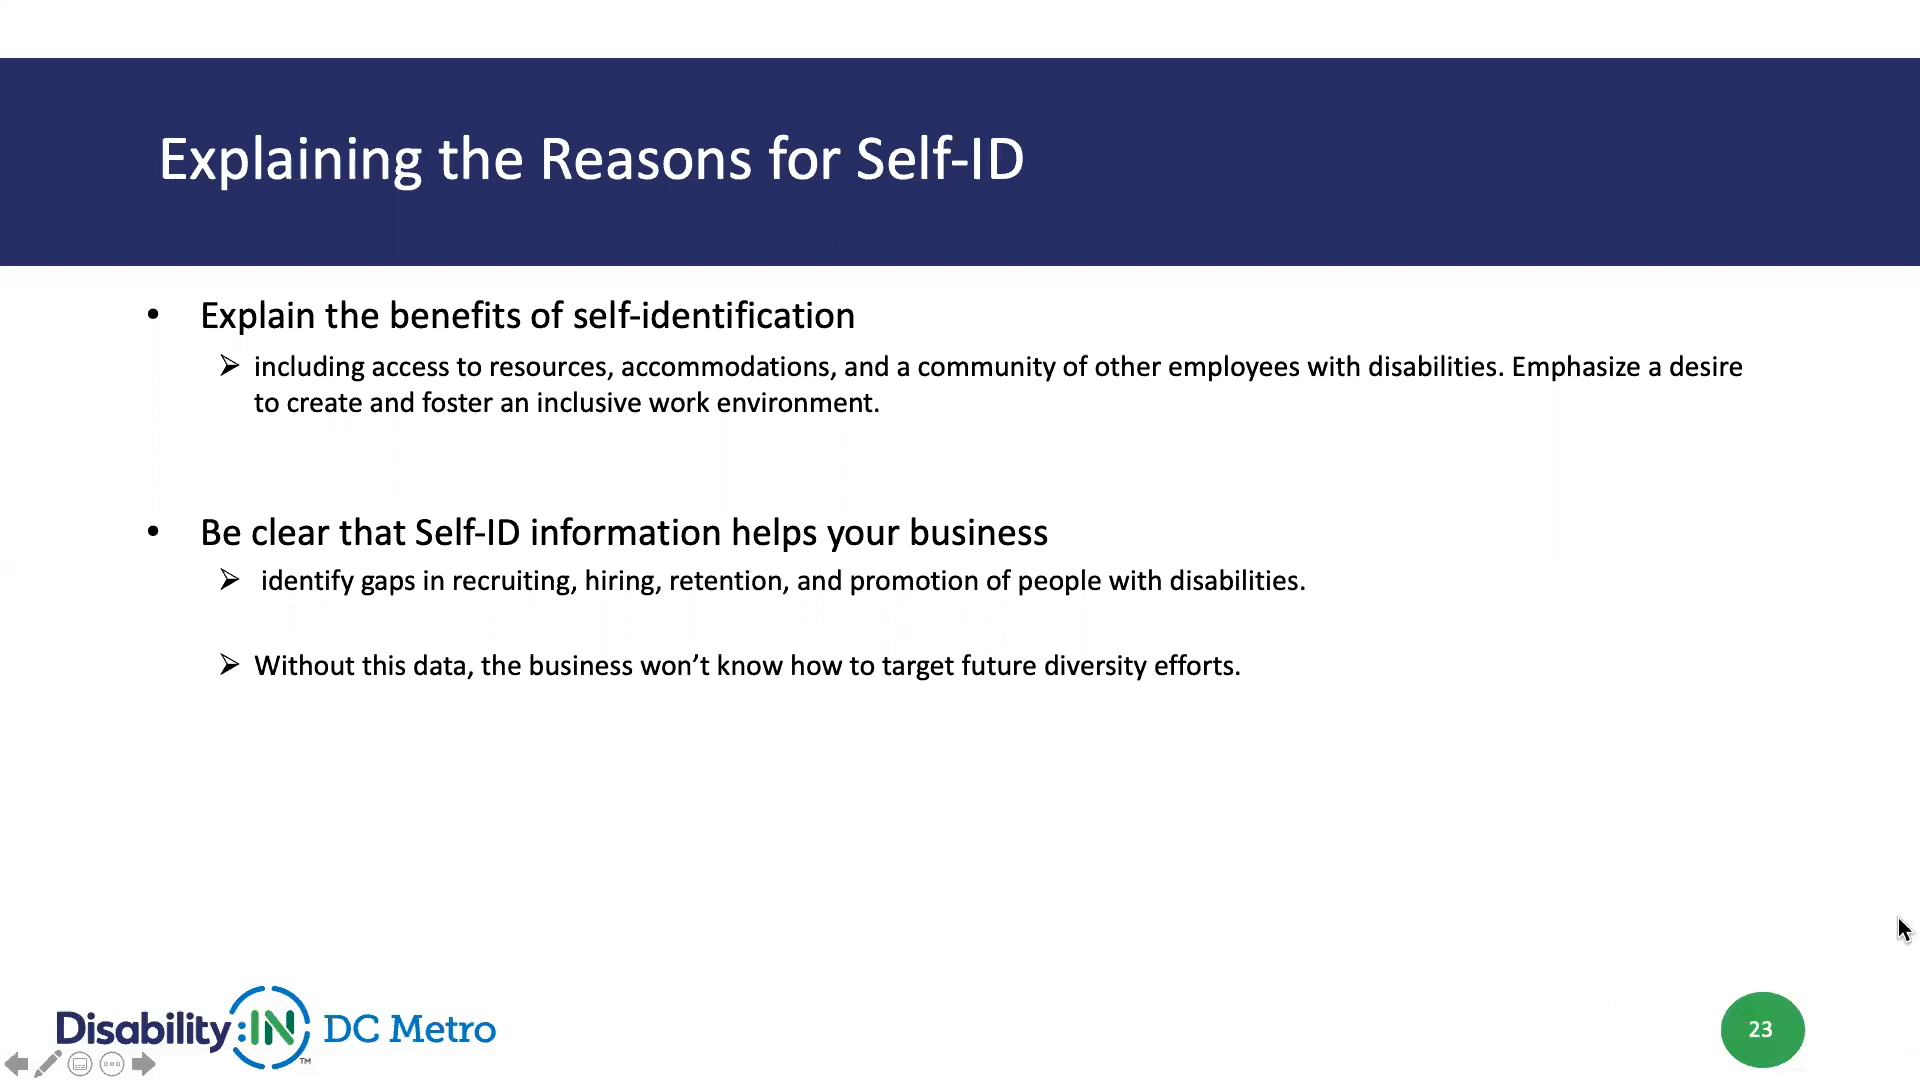 Explaining the Reasons for Self-ID
• Explain the benefits of self-identification
➢ including access to resources, accommodations, and a community of other employees with disabilities. Emphasize a desire
to create and foster an inclusive work environment.
• Be clear that Self-ID information helps your business
➢ identify gaps in recruiting, hiring, retention, and promotion of people with disabilities.
➢ Without this data, the business won’t know how to target future diversity efforts.
Disability:IN DC Metro
TM
23